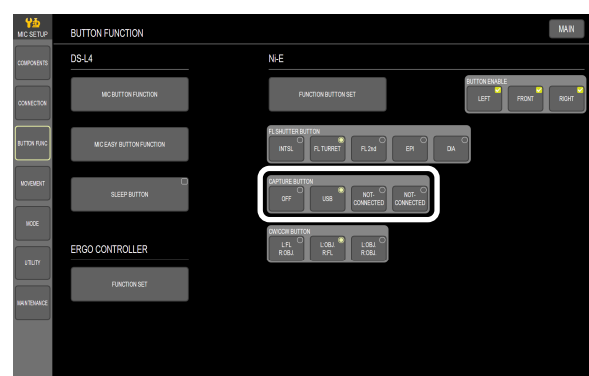 MIC SETUP
BUTTON FUNCTION
MAIN
COMPONENTS
CONNECTION
BUTTON FUNC.
MOVEMENT
MODE
UTILITY
MAINTENANCE
DS-L4
MIC BUTTON FUNCTION
MIC EASY BUTTON FUNCTION
SLEEP BUTTON
ERGO CONTROLLER
FUNCTION SET
Ni-E
FUNCTION BUTTON SET
BUTTON ENABLE
LEFT FRONT RIGHT
FL SHUTTER BUTTON
INTSL FL TURRET FL 2nd EPI DIA
CAPTURE BUTTON
OFF USB NOT-CONNECTED NOT-CONNECTED
CW/CCW BUTTON
L:FL L:OBJ. L:OBJ.
R:OBJ. R:FL R:OBJ.